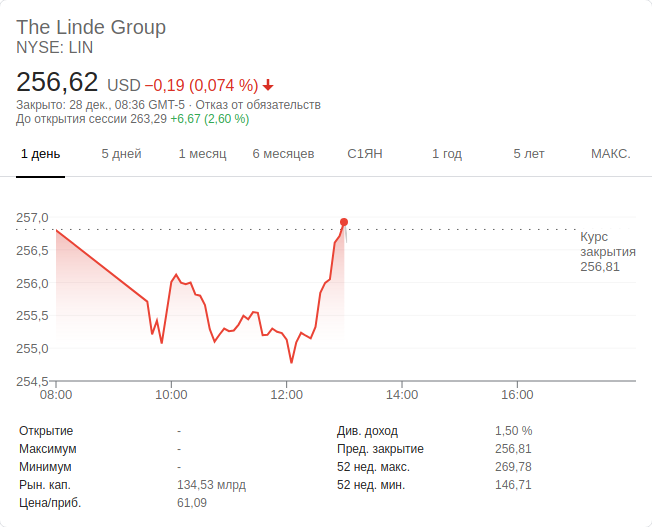 The Linde Group
NYSE: LIN
256,62 USD −0,19 (0,074 %)
Закрыто: 28 дек., 08:36 GMT-5 · Отказ от обязательств
До открытия сессии 263,29 +6,67 (2,60 %)
1 день 5 дней 1 месяц 6 месяцев С1ЯН 1 год 5 лет МАКС.
257,0
256,5
256,0
255,5
255,0
254,5
Курс
закрытия
256,81
08:00 10:00 12:00 14:00 16:00
Открытие - Див. доход 1,50 %
Максимум - Пред. закрытие 256,81
Минимум - 52 нед. макс. 269,78
Рын. кап. 134,53 млрд 52 нед. мин. 146,71
Цена/приб. 61,09